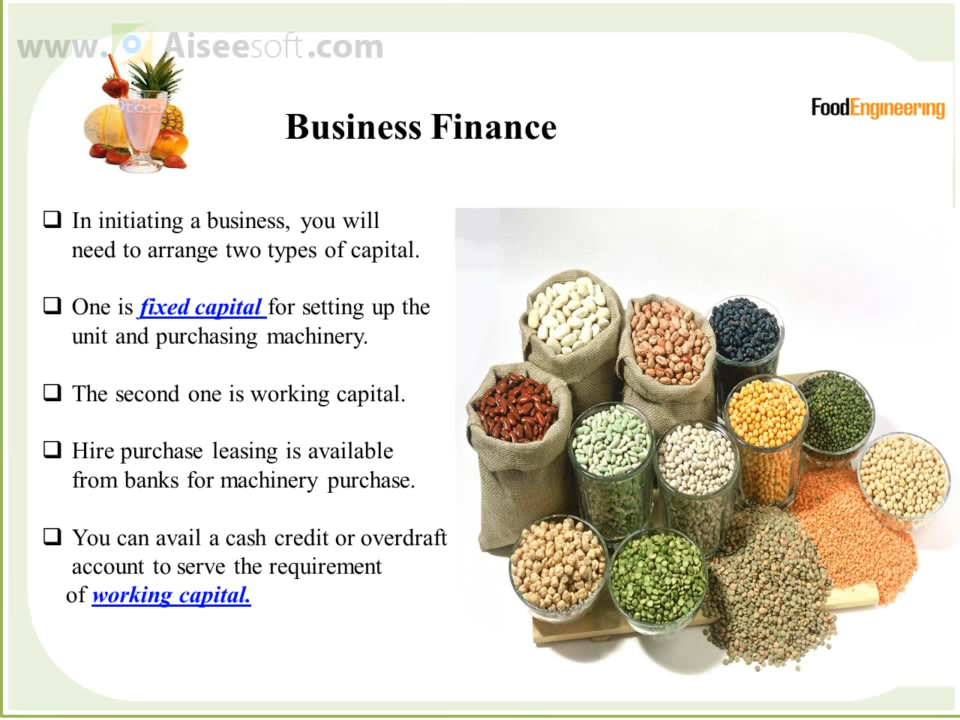 www.Aiseesoft.com
Business Finance
FoodEngineering
❑ In initiating a business, you will
need to arrange two types of capital.
❑ One is fixed capital for setting up the
unit and purchasing machinery.
❑ The second one is working capital.
❑ Hire purchase leasing is available
from banks for machinery purchase.
❑ You can avail a cash credit or overdraft
account to serve the requirement
of working capital.